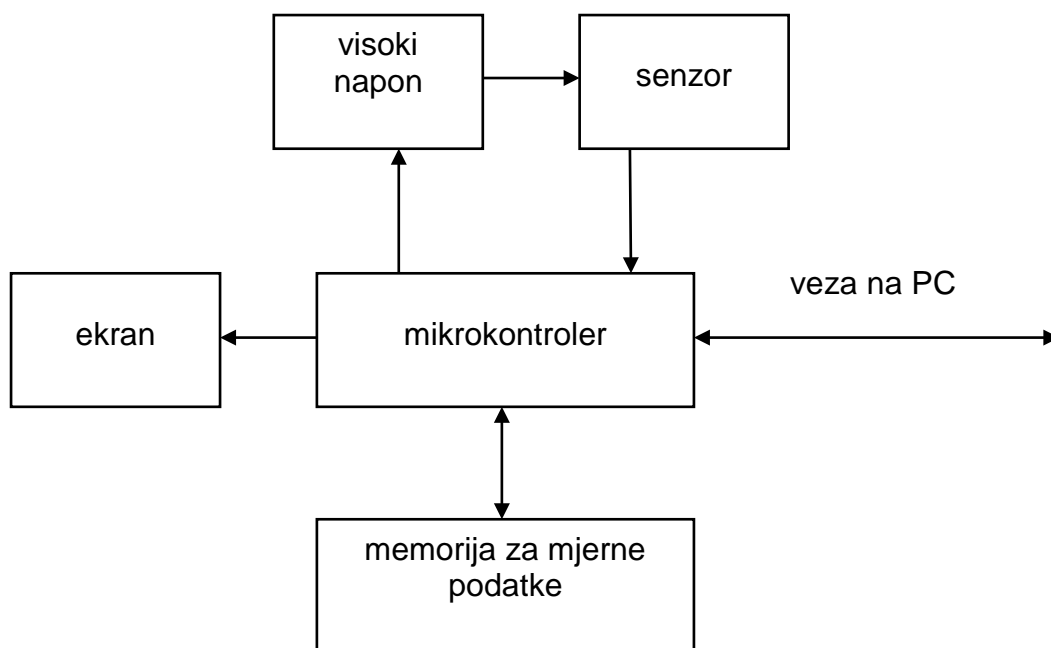 visoki
napon
senzor
veza na PC
ekran
mikrokontroler
memorija za mjerne
podatke